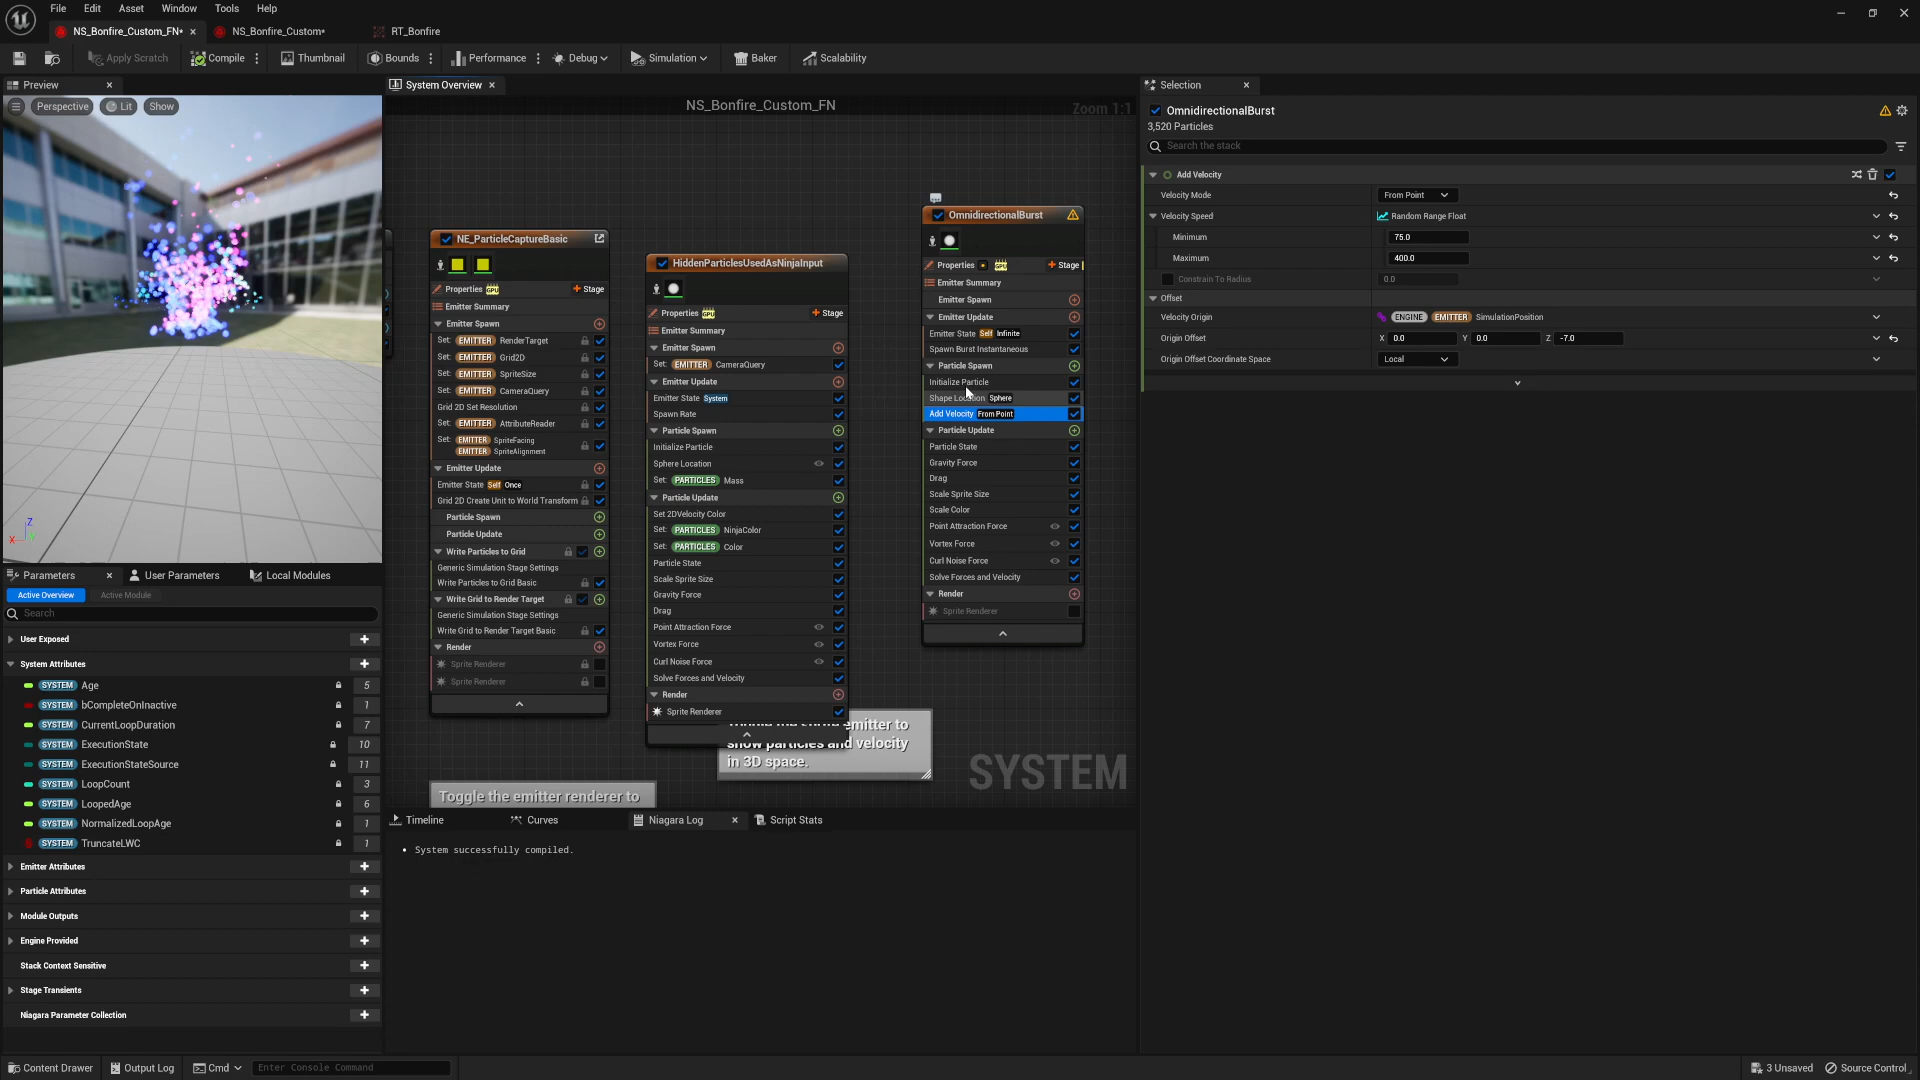 File Edit Asset Window Tools Help
NS_Bonfire_Custom_FN* NS_Bonfire_Custom* RT_Bonfire
Apply Scratch Compile Thumbnail Bounds Performance Debug Simulation Baker Scalability
Preview
Perspective Lit Show
Z
X
Parameters User Parameters Local Modules
Active Overview Active Module
Search
User Exposed
System Attributes
SYSTEM Age 5
SYSTEM bCompleteOnInactive 1
SYSTEM CurrentLoopDuration 7
SYSTEM ExecutionState 10
SYSTEM ExecutionStateSource 11
SYSTEM LoopCount 3
SYSTEM LoopedAge 6
SYSTEM NormalizedLoopAge 1
SYSTEM TruncateLWC 1
Emitter Attributes
Particle Attributes
Module Outputs
Engine Provided
Stack Context Sensitive
Stage Transients
Niagara Parameter Collection
System Overview
NS_Bonfire_Custom_FN
Zoom 1:1
NE_ParticleCaptureBasic
Properties GPU Stage
Emitter Summary
Emitter Spawn
Set: EMITTER RenderTarget
Set: EMITTER Grid2D
Set: EMITTER SpriteSize
Set: EMITTER CameraQuery
Grid 2D Set Resolution
Set: EMITTER AttributeReader
Set: EMITTER SpriteFacing
EMITTER SpriteAlignment
Emitter Update
Emitter State Self Once
Grid 2D Create Unit to World Transform
Particle Spawn
Particle Update
Write Particles to Grid
Generic Simulation Stage Settings
Write Particles to Grid Basic
Write Grid to Render Target
Generic Simulation Stage Settings
Write Grid to Render Target Basic
Render
Sprite Renderer
Sprite Renderer
HiddenParticlesUsedAsNinjaInput
Properties GPU Stage
Emitter Summary
Emitter Spawn
Set: EMITTER CameraQuery
Emitter Update
Emitter State System
Spawn Rate
Particle Spawn
Initialize Particle
Sphere Location
Set: PARTICLES Mass
Particle Update
Set 2DVelocity Color
Set: PARTICLES NinjaColor
Set: PARTICLES Color
Particle State
Scale Sprite Size
Gravity Force
Drag
Point Attraction Force
Vortex Force
Curl Noise Force
Solve Forces and Velocity
Render
Sprite Renderer
OmnidirectionalBurst
Properties GPU Stage
Emitter Summary
Emitter Spawn
Emitter Update
Emitter State Self Infinite
Spawn Burst Instantaneous
Particle Spawn
Initialize Particle
Shape Location Sphere
Add Velocity From Point
Particle Update
Particle State
Gravity Force
Drag
Scale Sprite Size
Scale Color
Point Attraction Force
Vortex Force
Curl Noise Force
Solve Forces and Velocity
Render
Sprite Renderer
emitter to
show particles and velocity
in 3D space.
Toggle the emitter renderer to
SYSTEM
Timeline Curves Niagara Log Script Stats
• System successfully compiled.
Selection
OmnidirectionalBurst
3,520 Particles
Search the stack
Add Velocity
Velocity Mode From Point
Velocity Speed Random Range Float
Minimum 75.0
Maximum 400.0
Constrain To Radius 0.0
Offset
Velocity Origin ENGINE EMITTER SimulationPosition
Origin Offset X 0.0 Y 0.0 Z -7.0
Origin Offset Coordinate Space Local
Content Drawer Output Log Cmd Enter Console Command 3 Unsaved Source Control